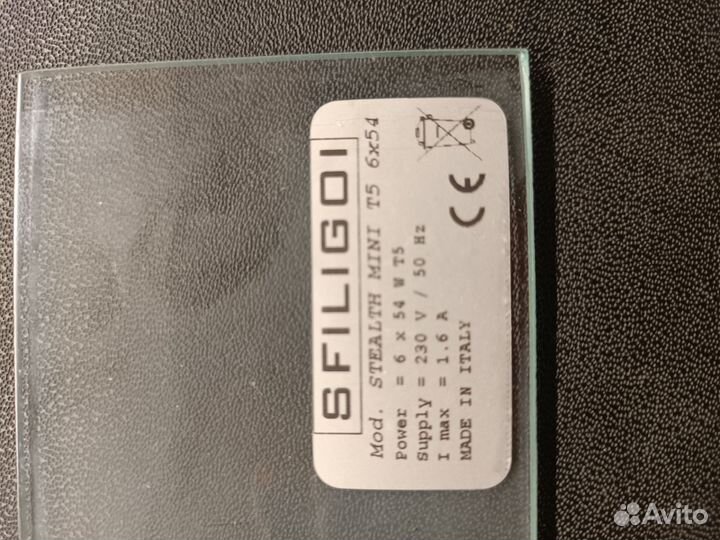 SFILIGOI
Mod. STEALTH MINI T5 6x54
Power = 6 x 54 W T5
Supply = 230 V / 50 Hz
I max = 1.6 A
MADE IN ITALY
CE
Avito